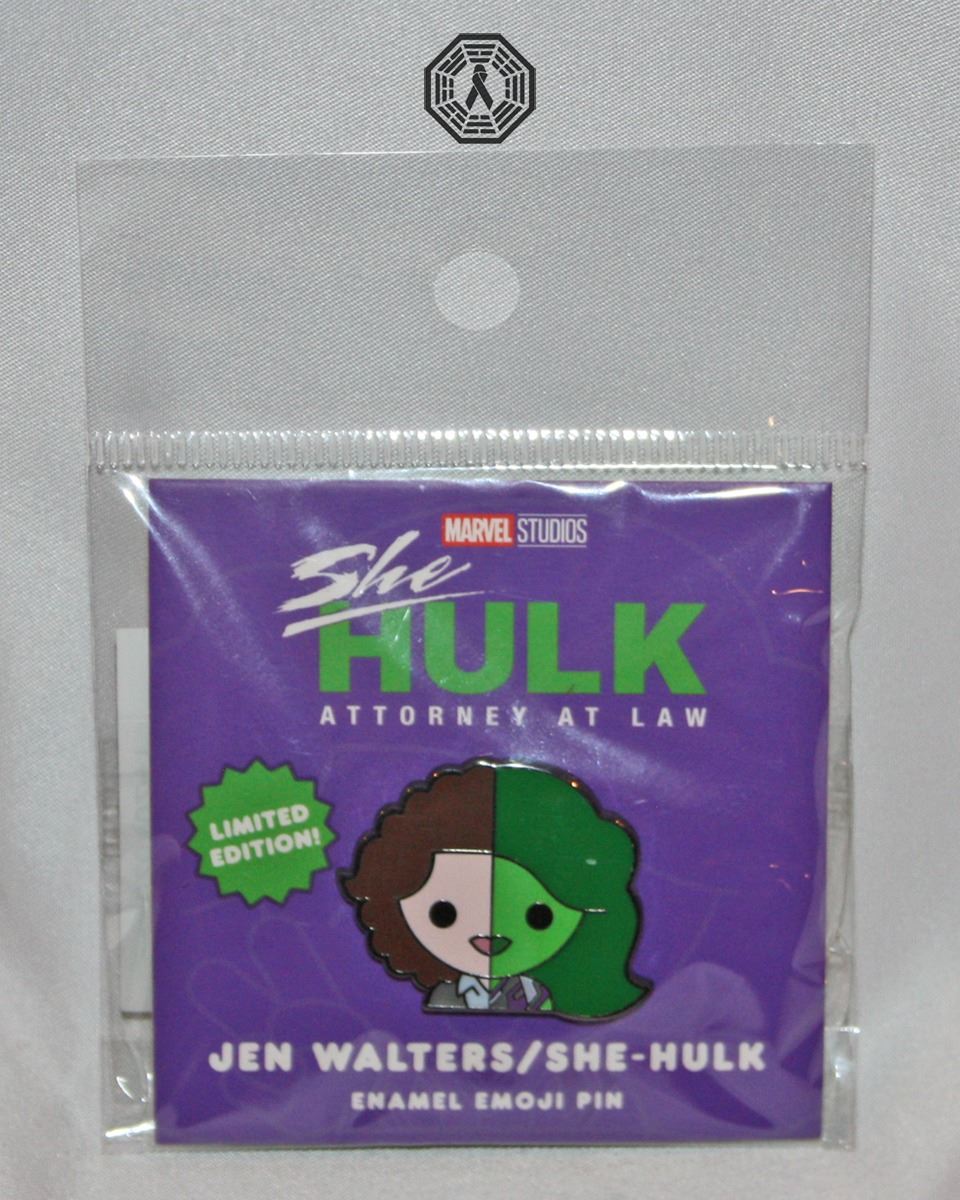 MARVEL STUDIOS
She
HULK
ATTORNEY AT LAW
LIMITED
EDITION!
JEN WALTERS/SHE-HULK
ENAMEL EMOJI PIN